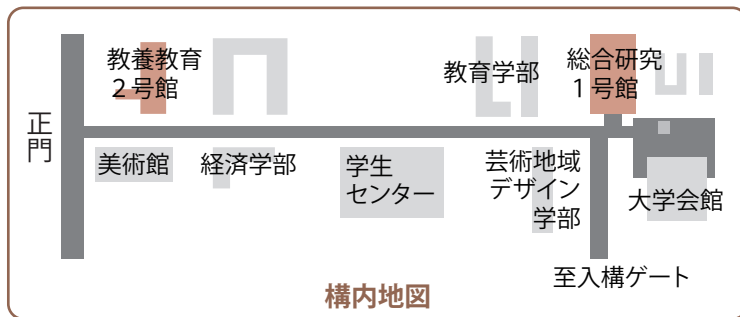 正門
教養教育
２号館
教育学部
総合研究
１号館
美術館
経済学部
学生
センター
芸術地域
デザイン
学部
大学会館
至入構ゲート
構内地図